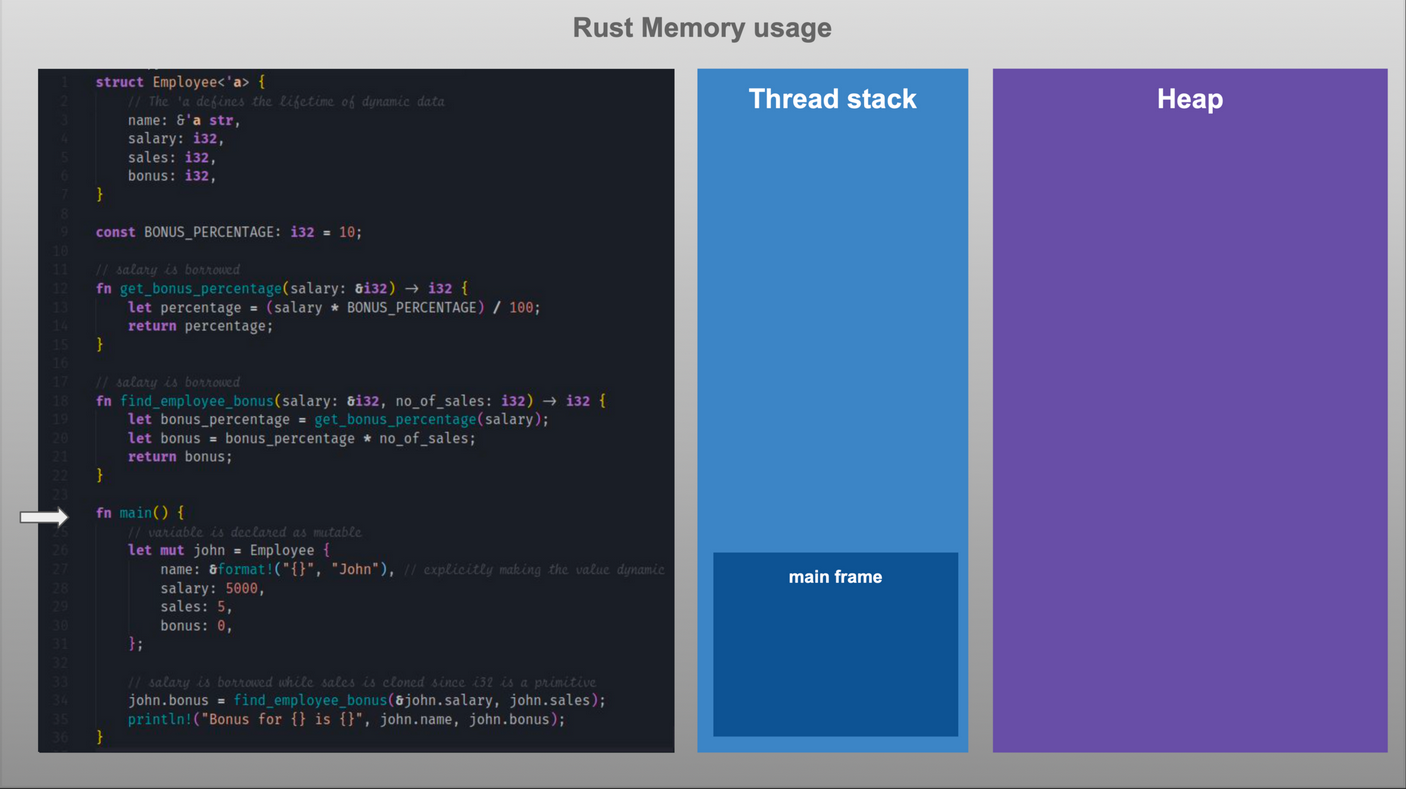 Rust Memory usage
1 struct Employee<'a> {
2 // The 'a defines the lifetime of dynamic data
3 name: &'a str,
4 salary: i32,
5 sales: i32,
6 bonus: i32,
7 }
8
9 const BONUS_PERCENTAGE: i32 = 10;
10
11 // salary is borrowed
12 fn get_bonus_percentage(salary: &i32) → i32 {
13 let percentage = (salary * BONUS_PERCENTAGE) / 100;
14 return percentage;
15 }
16
17 // salary is borrowed
18 fn find_employee_bonus(salary: &i32, no_of_sales: i32) → i32 {
19 let bonus_percentage = get_bonus_percentage(salary);
20 let bonus = bonus_percentage * no_of_sales;
21 return bonus;
22 }
23
fn main() {
25 // variable is declared as mutable
26 let mut john = Employee {
27 name: &format!("{}", "John"), // explicitly making the value dynamic
28 salary: 5000,
29 sales: 5,
30 bonus: 0,
31 };
32
33 // salary is borrowed while sales is cloned since i32 is a primitive
34 john.bonus = find_employee_bonus(&john.salary, john.sales);
35 println!("Bonus for {} is {}", john.name, john.bonus);
36 }
Thread stack
main frame
Heap